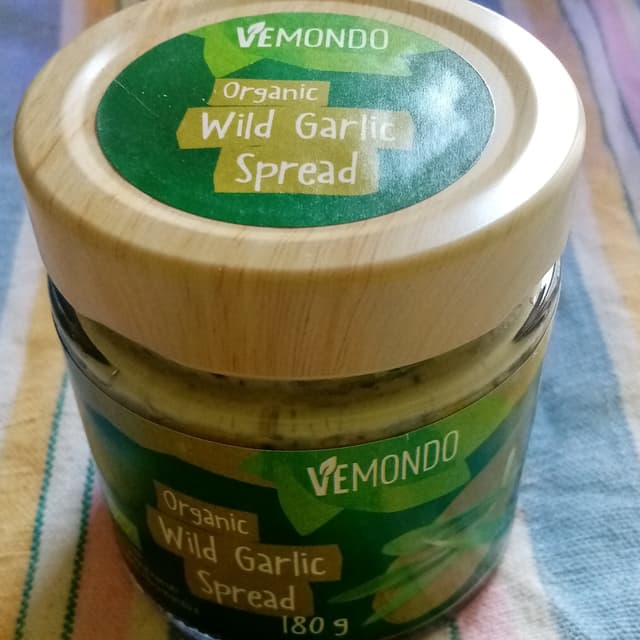 VEMONDO
Organic
Wild Garlic
Spread
VEMONDO
Organic
Wild Garlic
Spread
180 g